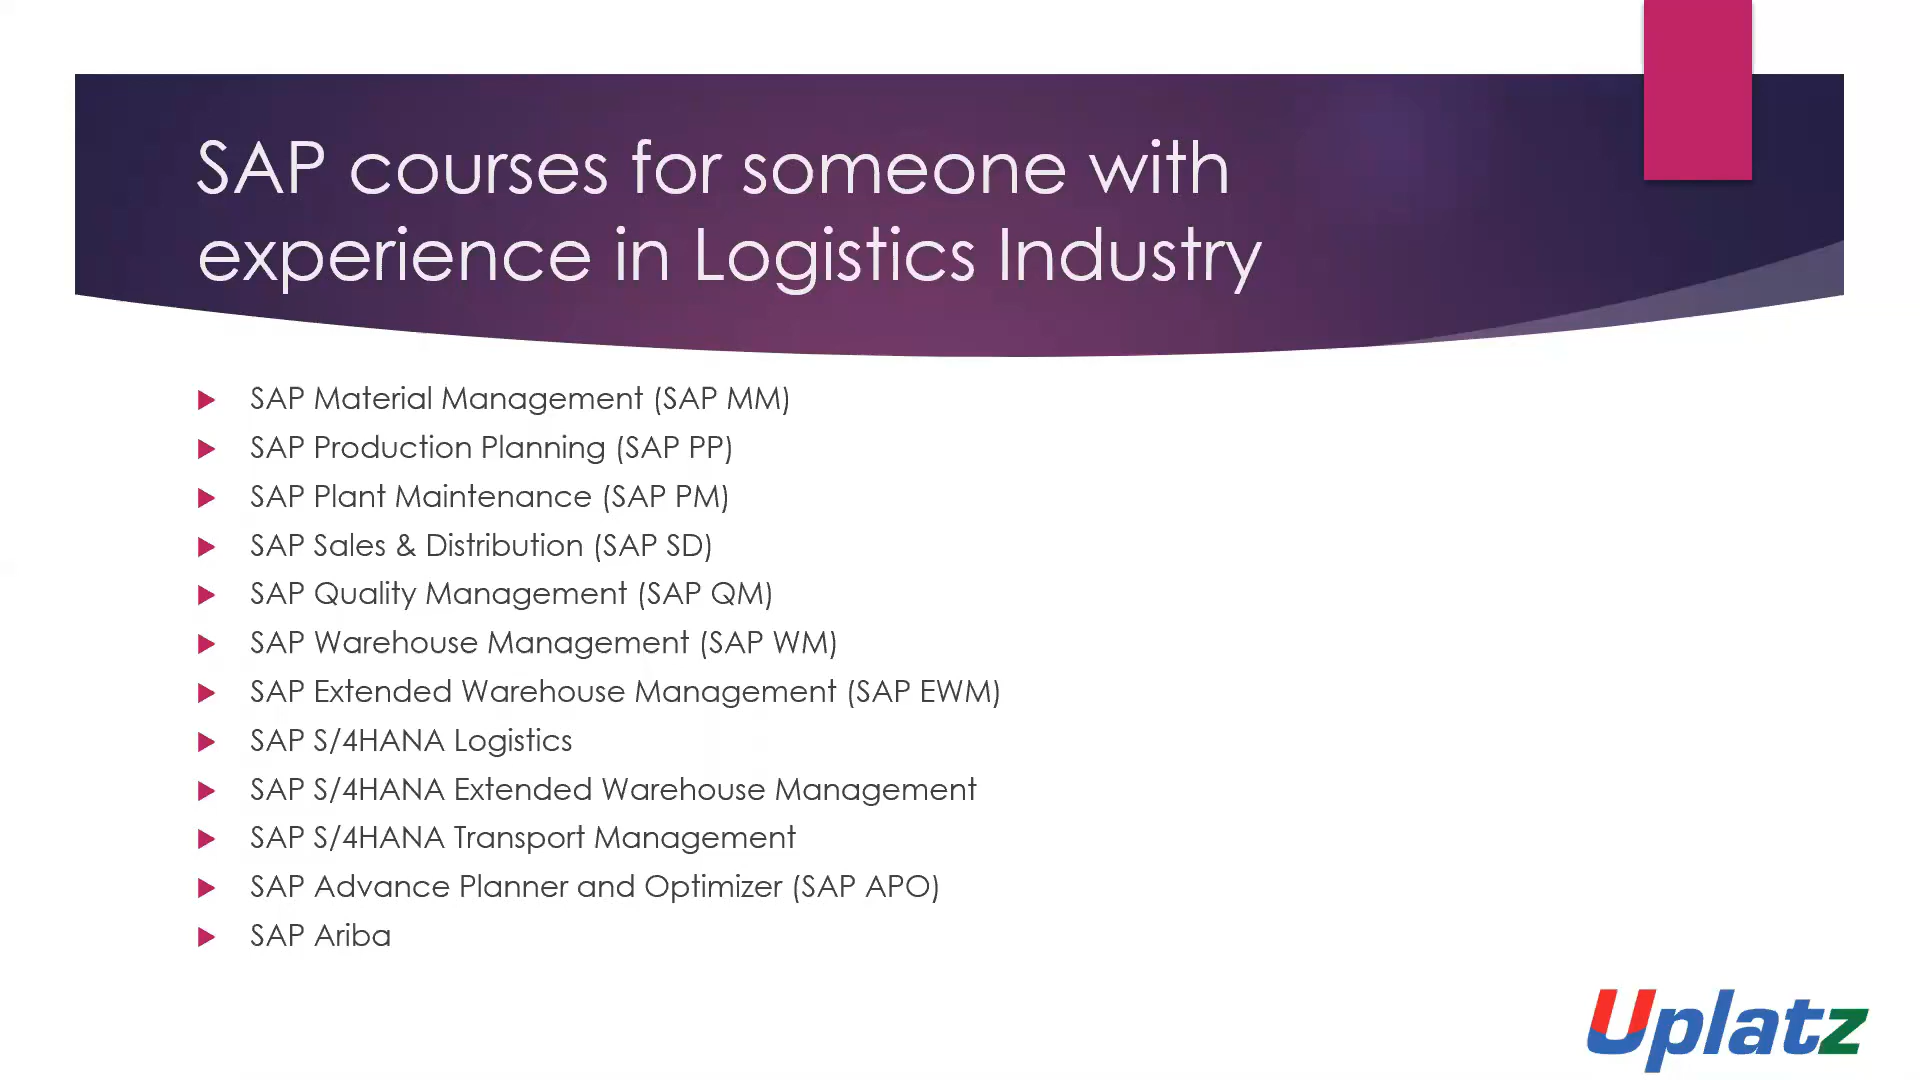 SAP courses for someone with
experience in Logistics Industry
SAP Material Management (SAP MM)
SAP Production Planning (SAP PP)
SAP Plant Maintenance (SAP PM)
SAP Sales & Distribution (SAP SD)
SAP Quality Management (SAP QM)
SAP Warehouse Management (SAP WM)
SAP Extended Warehouse Management (SAP EWM)
SAP S/4HANA Logistics
SAP S/4HANA Extended Warehouse Management
SAP S/4HANA Transport Management
SAP Advance Planner and Optimizer (SAP APO)
SAP Ariba
Uplatz